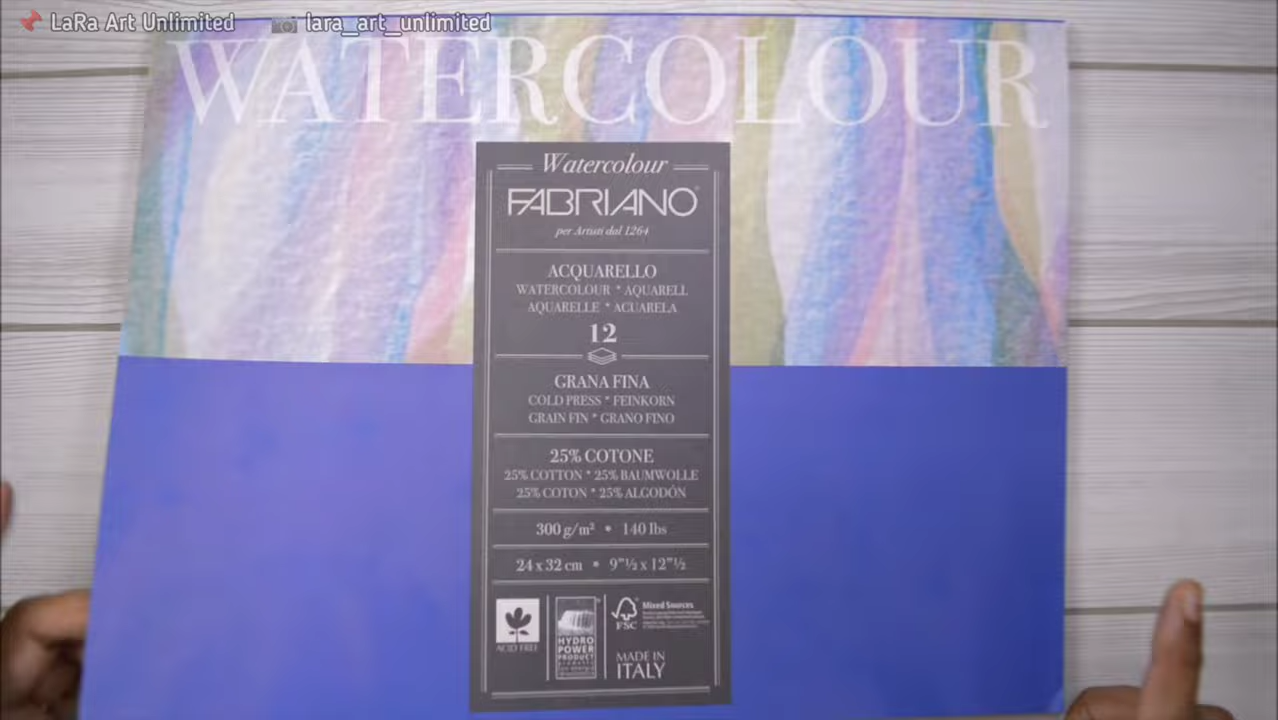 LaRa Art Unlimited lara_art_unlimited
WATERCOLOUR
Watercolour
FABRIANO
per Artisti dal 1264
ACQUARELLO
WATERCOLOUR * AQUARELL
AQUARELLE * ACUARELA
12
GRANA FINA
COLD PRESS * FEINKORN
GRAIN FIN * GRANO FINO
25% COTONE
25% COTTON * 25% BAUMWOLLE
25% COTON * 25% ALGODÓN
300 g/m² • 140 lbs
24 x 32 cm • 9"½ x 12"½
ACID FREE
HYDRO
POWER
PRODUCT
FSC
Mixed Sources
MADE IN
ITALY